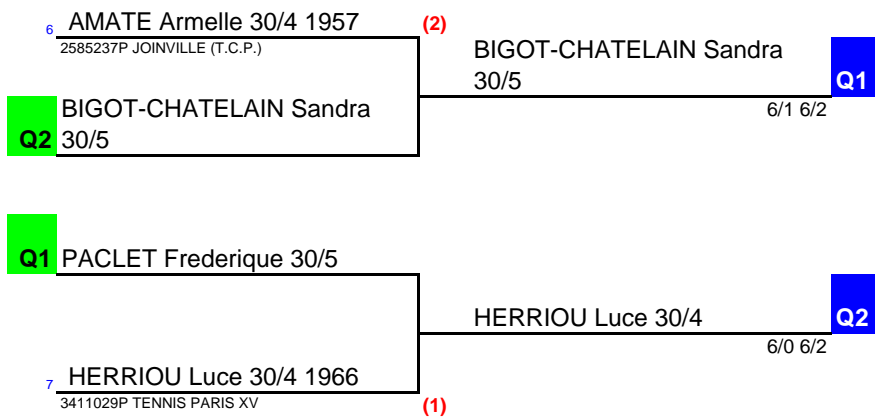 6 AMATE Armelle 30/4 1957 (2)
2585237P JOINVILLE (T.C.P.)
BIGOT-CHATELAIN Sandra
30/5
Q1
6/1 6/2
BIGOT-CHATELAIN Sandra
Q2 30/5
Q1 PACLET Frederique 30/5
HERRIOU Luce 30/4 Q2
6/0 6/2
7 HERRIOU Luce 30/4 1966
3411029P TENNIS PARIS XV (1)